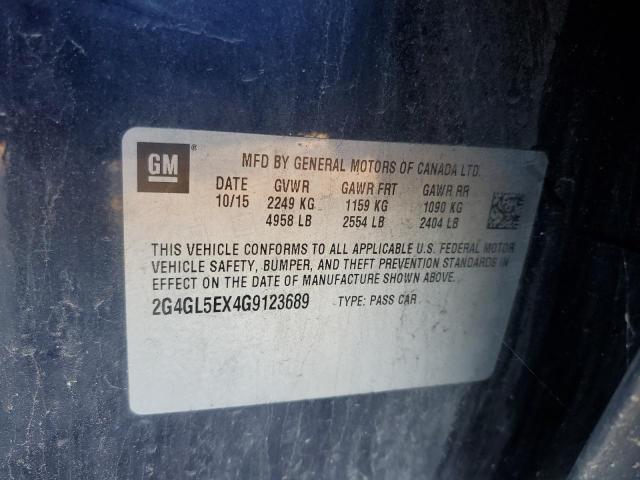 GM ®
MFD BY GENERAL MOTORS OF CANADA LTD.
DATE GVWR GAWR FRT GAWR RR
10/15 2249 KG 1159 KG 1090 KG
4958 LB 2554 LB 2404 LB
THIS VEHICLE CONFORMS TO ALL APPLICABLE U.S. FEDERAL MOTOR
VEHICLE SAFETY, BUMPER, AND THEFT PREVENTION STANDARDS IN
EFFECT ON THE DATE OF MANUFACTURE SHOWN ABOVE.
2G4GL5EX4G9123689 TYPE: PASS CAR